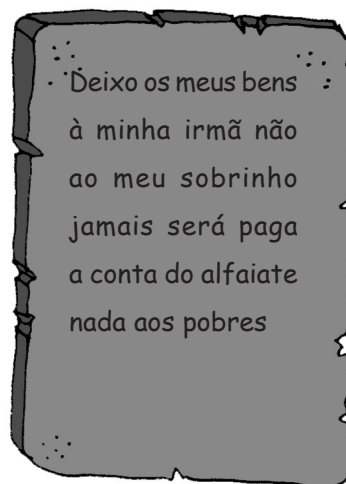 Deixo os meus bens
à minha irmã não
ao meu sobrinho
jamais será paga
a conta do alfaiate
nada aos pobres